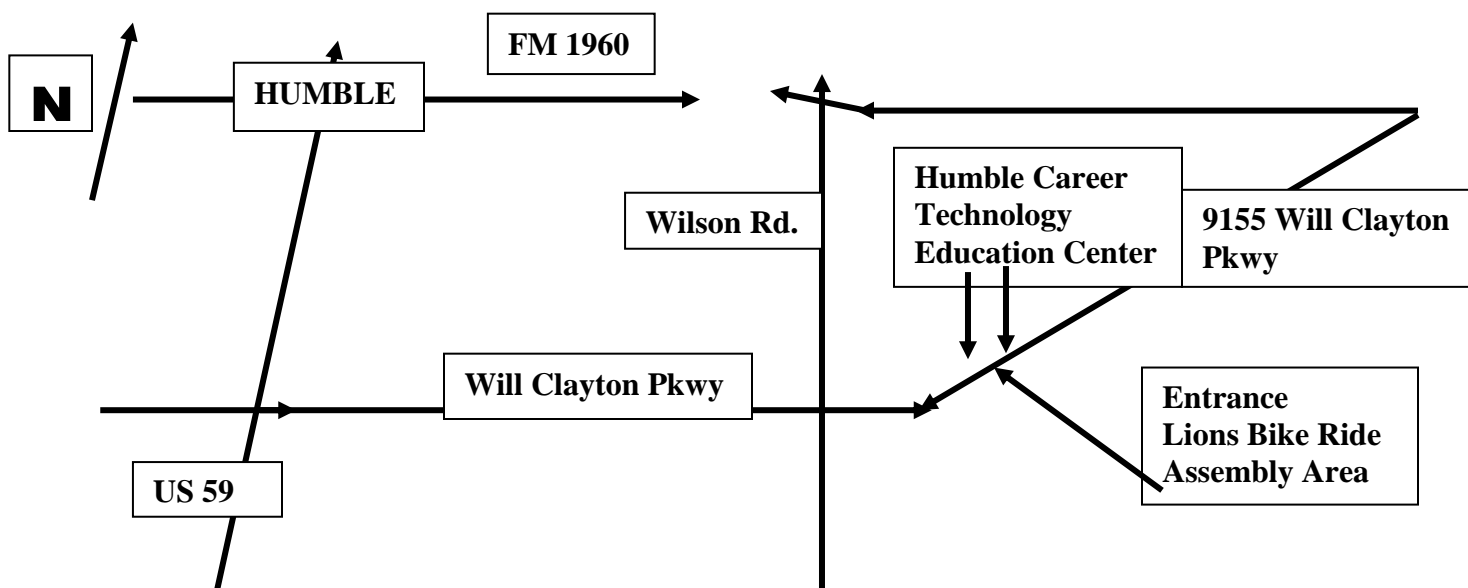 FM 1960
N
HUMBLE
Humble Career
Technology
Education Center
9155 Will Clayton
Pkwy
Wilson Rd.
Will Clayton Pkwy
Entrance
Lions Bike Ride
Assembly Area
US 59